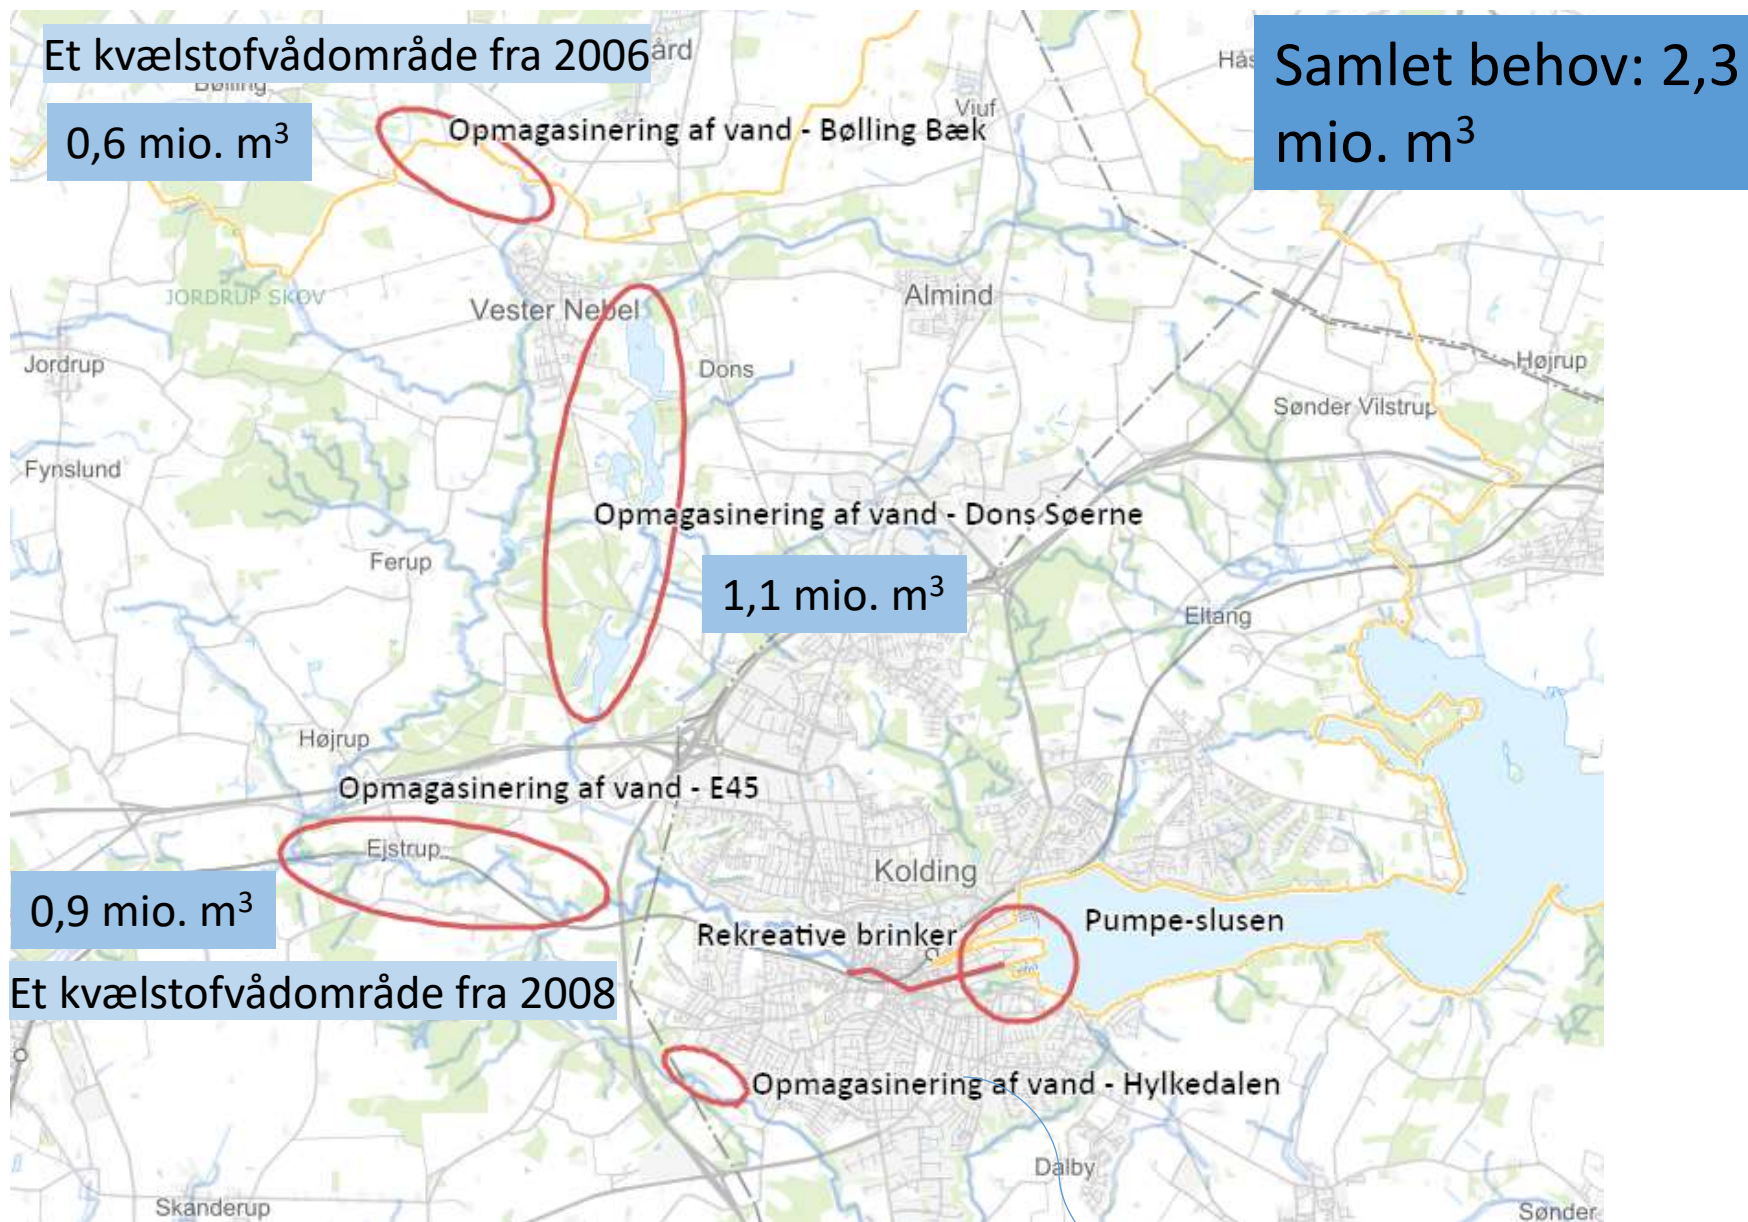 Et kvælstofvådområde fra 2006
ård
Samlet behov: 2,3
mio. m³
0,6 mio. m³
Viuf
Opmagasinering af vand - Bølling Bæk
JORDRUP SKOV
Vester Nebel
Almind
Jordrup
Dons
Højrup
Sønder Vilstrup
Fynslund
Opmagasinering af vand - Dons Søerne
Ferup
1,1 mio. m³
Eltang
Højrup
Opmagasinering af vand - E45
Ejstrup
Kolding
0,9 mio. m³
Rekreative brinker
Pumpe-slusen
Et kvælstofvådområde fra 2008
Opmagasinering af vand - Hylkedalen
Dalby
Skanderup
Sønder